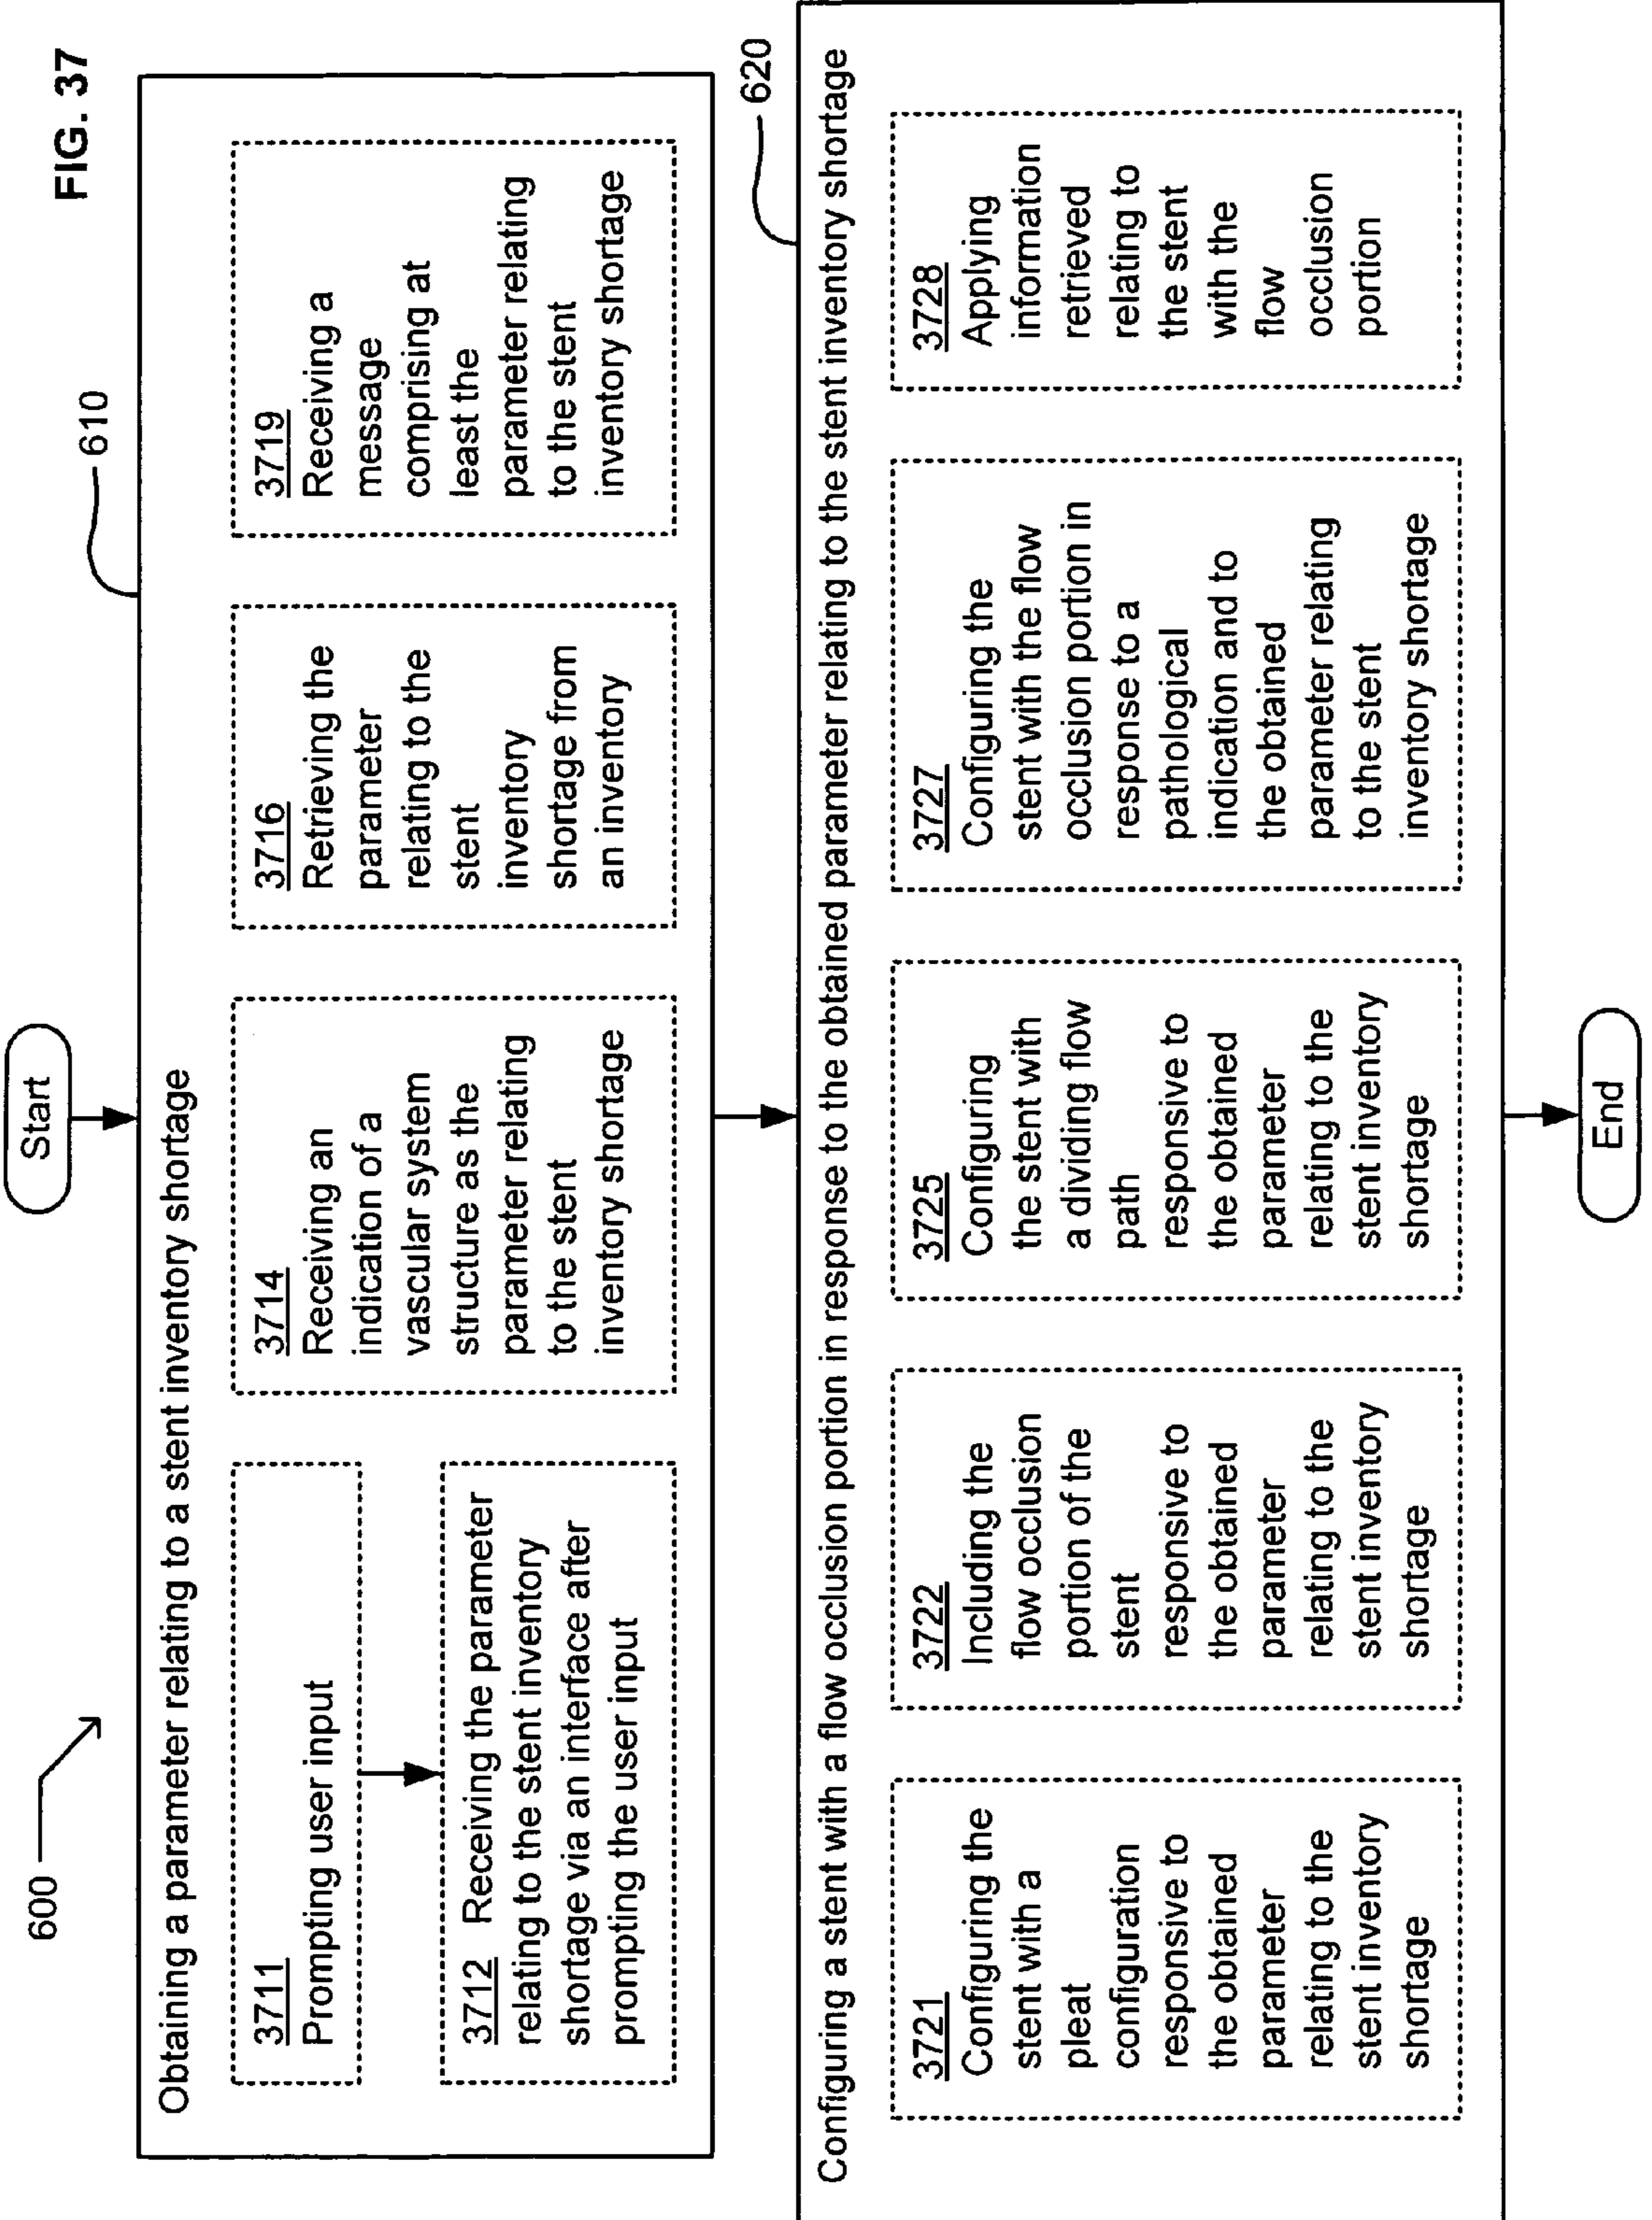 FIG. 37
600
Start
610
Obtaining a parameter relating to a stent inventory shortage
3711
Prompting user input
3712 Receiving the parameter
relating to the stent inventory
shortage via an interface after
prompting the user input
3714
Receiving an
indication of a
vascular system
structure as the
parameter relating
to the stent
inventory shortage
3716
Retrieving the
parameter
relating to the
stent
inventory
shortage from
an inventory
3719
Receiving a
message
comprising at
least the
parameter relating
to the stent
inventory shortage
620
Configuring a stent with a flow occlusion portion in response to the obtained parameter relating to the stent inventory shortage
3721
Configuring the
stent with a
pleat
configuration
responsive to
the obtained
parameter
relating to the
stent inventory
shortage
3722
Including the
flow occlusion
portion of the
stent
responsive to
the obtained
parameter
relating to the
stent inventory
shortage
3725
Configuring
the stent with
a dividing flow
path
responsive to
the obtained
parameter
relating to the
stent inventory
shortage
3727
Configuring the
stent with the flow
occlusion portion in
response to a
pathological
indication and to
the obtained
parameter relating
to the stent
inventory shortage
3728
Applying
information
retrieved
relating to
the stent
with the
flow
occlusion
portion
End